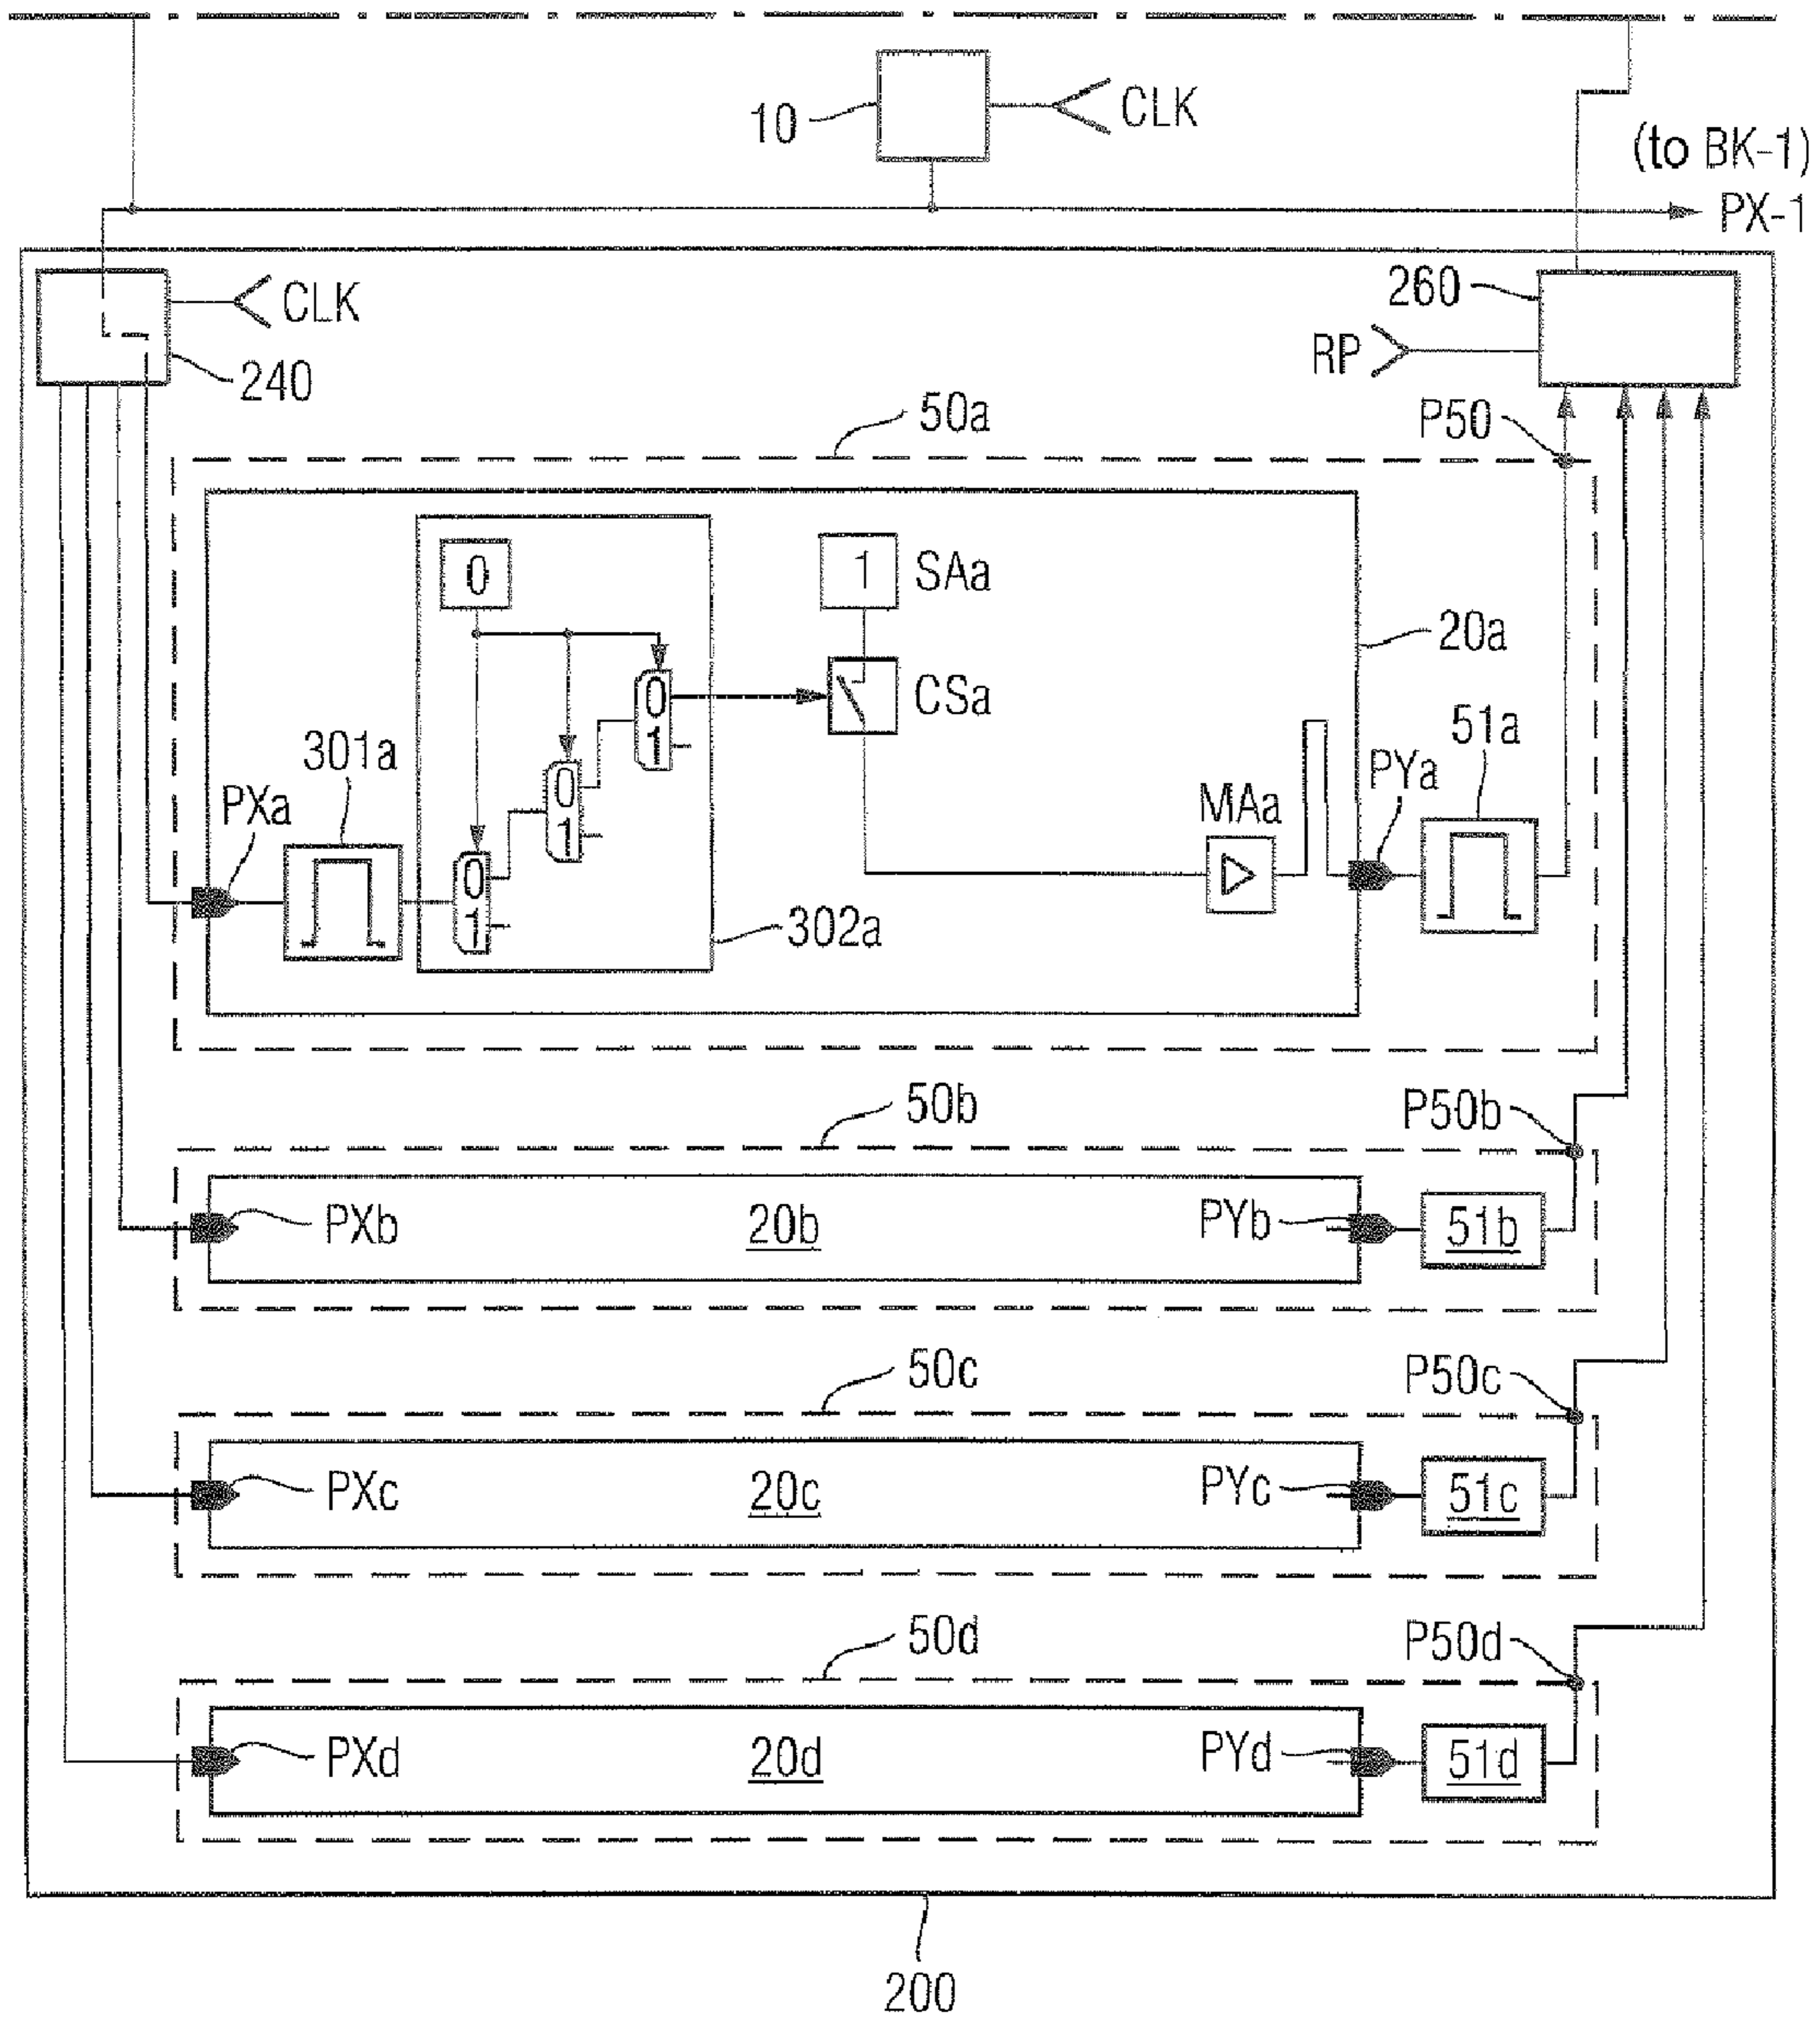 10
CLK
(to BK-1)
PX-1
CLK
240
260
RP
50a
P50
0
1
SAa
20a
0
1
CSa
301a
0
1
51a
PXa
MAa
PYa
0
1
302a
50b
P50b
PXb
20b
PYb
51b
50c
P50c
PXc
20c
PYc
51c
50d
P50d
PXd
20d
PYd
51d
200